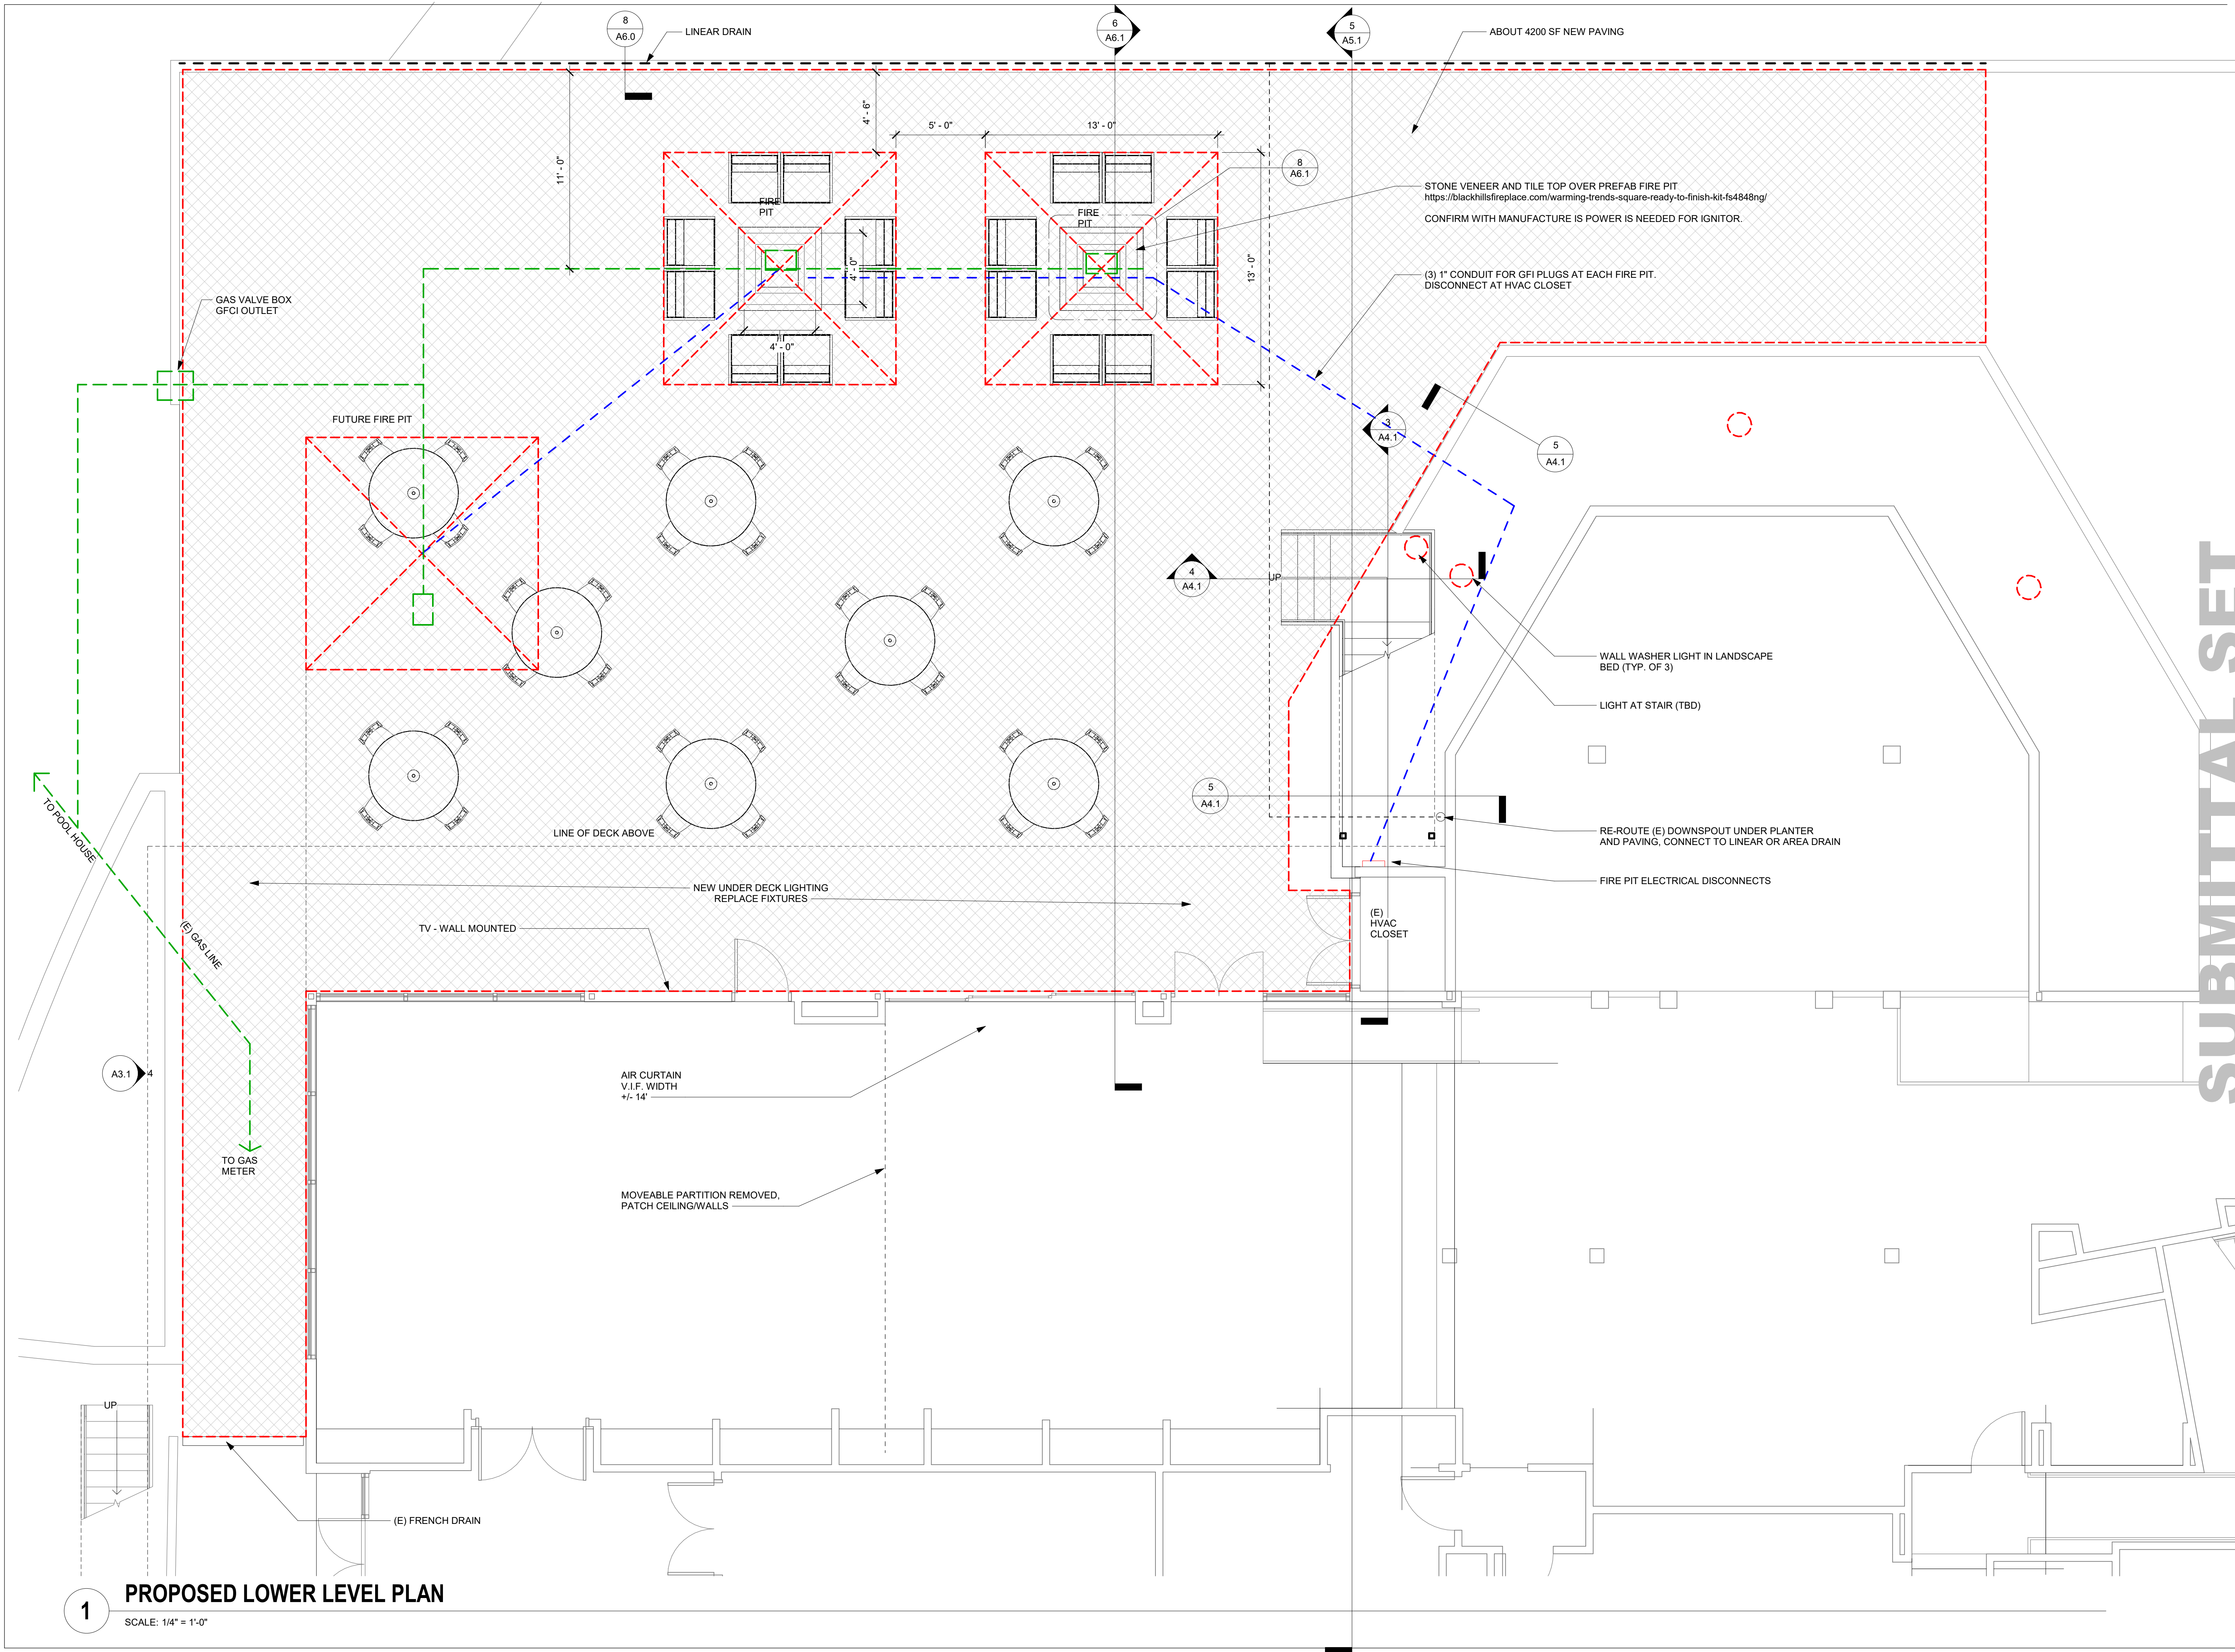 8
A6.0
LINEAR DRAIN
6
A6.1
5
A5.1
ABOUT 4200 SF NEW PAVING
11' - 0"
4' - 6"
5' - 0"
13' - 0"
8
A6.1
FIRE
PIT
FIRE
PIT
4' - 0"
4' - 0"
13' - 0"
STONE VENEER AND TILE TOP OVER PREFAB FIRE PIT
https://blackhillsfireplace.com/warming-trends-square-ready-to-finish-kit-fs4848ng/
CONFIRM WITH MANUFACTURE IS POWER IS NEEDED FOR IGNITOR.
(3) 1" CONDUIT FOR GFI PLUGS AT EACH FIRE PIT.
DISCONNECT AT HVAC CLOSET
GAS VALVE BOX
GFCI OUTLET
FUTURE FIRE PIT
3
A4.1
5
A4.1
4
A4.1
UP
WALL WASHER LIGHT IN LANDSCAPE
BED (TYP. OF 3)
LIGHT AT STAIR (TBD)
5
A4.1
TO POOL HOUSE
LINE OF DECK ABOVE
RE-ROUTE (E) DOWNSPOUT UNDER PLANTER
AND PAVING, CONNECT TO LINEAR OR AREA DRAIN
FIRE PIT ELECTRICAL DISCONNECTS
NEW UNDER DECK LIGHTING
REPLACE FIXTURES
(E) GAS LINE
TV - WALL MOUNTED
(E)
HVAC
CLOSET
A3.1
4
AIR CURTAIN
V.I.F. WIDTH
+/- 14'
TO GAS
METER
MOVEABLE PARTITION REMOVED,
PATCH CEILING/WALLS
UP
(E) FRENCH DRAIN
SUBMITTAL SET
1
PROPOSED LOWER LEVEL PLAN
SCALE: 1/4" = 1'-0"